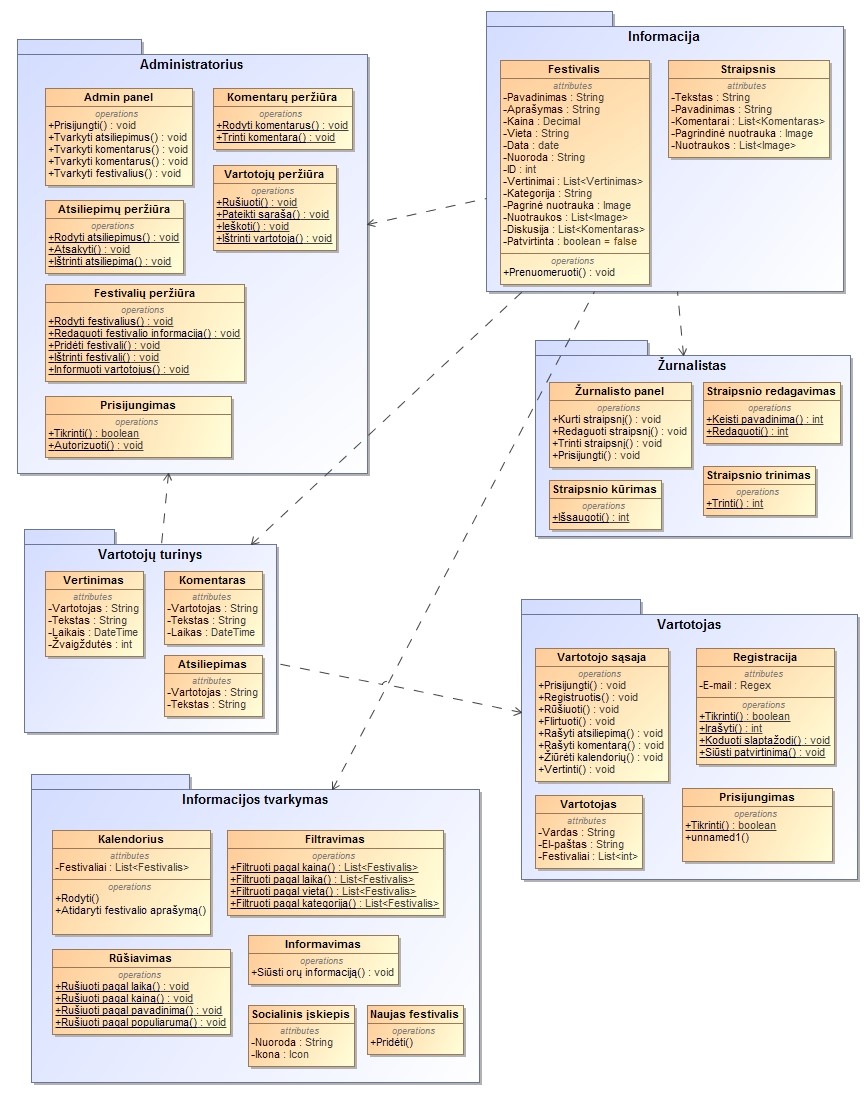 Administratorius
Admin panel
operations
+Prisijungti() : void
+Tvarkyti atsiliepimus() : void
+Tvarkyti komentarus() : void
+Tvarkyti komentarus() : void
+Tvarkyti festivalius() : void
Komentarų peržiūra
operations
+Rodyti komentarus() : void
+Trinti komentarą() : void
Vartotojų peržiūra
operations
+Rušiuoti() : void
+Pateikti sąrašą() : void
+Ieškoti() : void
+Ištrinti vartotoją() : void
Atsiliepimų peržiūra
operations
+Rodyti atsiliepimus() : void
+Atsakyti() : void
+Ištrinti atsiliepimą() : void
Festivalių peržiūra
operations
+Rodyti festivalius() : void
+Redaguoti festivalio informaciją() : void
+Pridėti festivalį() : void
+Ištrinti festivalį() : void
+Informuoti vartotojus() : void
Prisijungimas
operations
+Tikrinti() : boolean
+Autorizuoti() : void
Informacija
Festivalis
attributes
-Pavadinimas : String
-Aprašymas : String
-Kaina : Decimal
-Vieta : String
-Data : date
-Nuoroda : String
-ID : int
-Vertinimai : List<Vertinimas>
-Kategorija : String
-Pagrinė nuotrauka : Image
-Nuotraukos : List<Image>
-Diskusija : List<Komentaras>
-Patvirtinta : boolean = false
operations
+Prenuomeruoti() : void
Straipsnis
attributes
-Tekstas : String
-Pavadinimas : String
-Komentarai : List<Komentaras>
-Pagrindinė nuotrauka : Image
-Nuotraukos : List<Image>
Žurnalistas
Žurnalisto panel
operations
+Kurti straipsnį() : void
+Redaguoti straipsnį() : void
+Trinti straipsnį() : void
+Prisijungti() : void
Straipsnio redagavimas
operations
+Keisti pavadinimą() : int
+Redaguoti() : int
Straipsnio kūrimas
operations
+Išsaugoti() : int
Straipsnio trinimas
operations
+Trinti() : int
Vartotojų turinys
Vertinimas
attributes
-Vartotojas : String
-Tekstas : String
-Laikais : DateTime
-Žvaigždutės : int
Komentaras
attributes
-Vartotojas : String
-Tekstas : String
-Laikas : DateTime
Atsiliepimas
attributes
-Vartotojas : String
-Tekstas : String
Vartotojas
Vartotojo sąsaja
operations
+Prisijungti() : void
+Registruotis() : void
+Rūšiuoti() : void
+Flirtuoti() : void
+Rašyti atsiliepimą() : void
+Rašyti komentarą() : void
+Žiūrėti kalendorių() : void
+Vertinti() : void
Registracija
attributes
-E-mail : Regex
operations
+Tikrinti() : boolean
+Irašyti() : int
+Koduoti slaptažodį() : void
+Siūsti patvirtinimą() : void
Vartotojas
attributes
-Vardas : String
-El-paštas : String
-Festivaliai : List<int>
Prisijungimas
operations
+Tikrinti() : boolean
+unnamed1()
Informacijos tvarkymas
Kalendorius
attributes
-Festivaliai : List<Festivalis>
operations
+Rodyti()
+Atidaryti festivalio aprašymą()
Filtravimas
operations
+Filtruoti pagal kaina() : List<Festivalis>
+Filtruoti pagal laika() : List<Festivalis>
+Filtruoti pagal vieta() : List<Festivalis>
+Filtruoti pagal kategoriją() : List<Festivalis>
Rūšiavimas
operations
+Rušiuoti pagal laika() : void
+Rušiuoti pagal kaina() : void
+Rušiuoti pagal pavadinima() : void
+Rušiuoti pagal populiaruma() : void
Informavimas
operations
+Siūsti orų informaciją() : void
Socialinis įskiepis
attributes
-Nuoroda : String
-Ikona : Icon
Naujas festivalis
operations
+Pridėti()